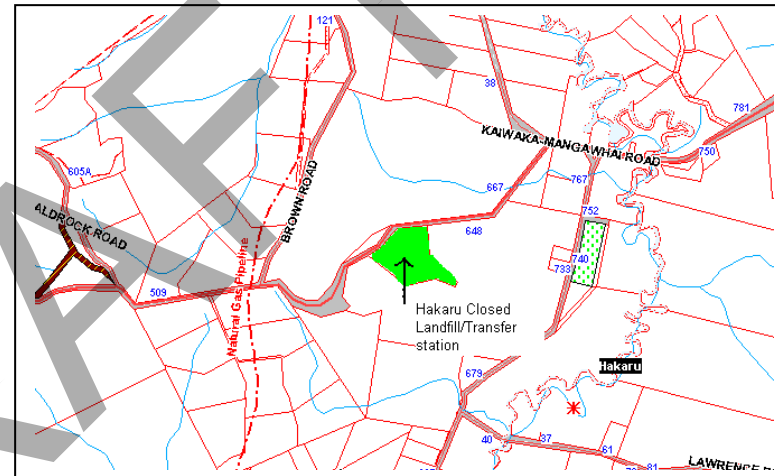 121
38
781
KAIWAKA-MANGAWHAI ROAD
750
605A
767
667
BROWN ROAD
752
ALDROCK ROAD
648
740
733
509
Natural Gas Pipeline
Hakaru Closed
Landfill/Transfer
station
Hakaru
679
40
37
61
81
LAWRENCE